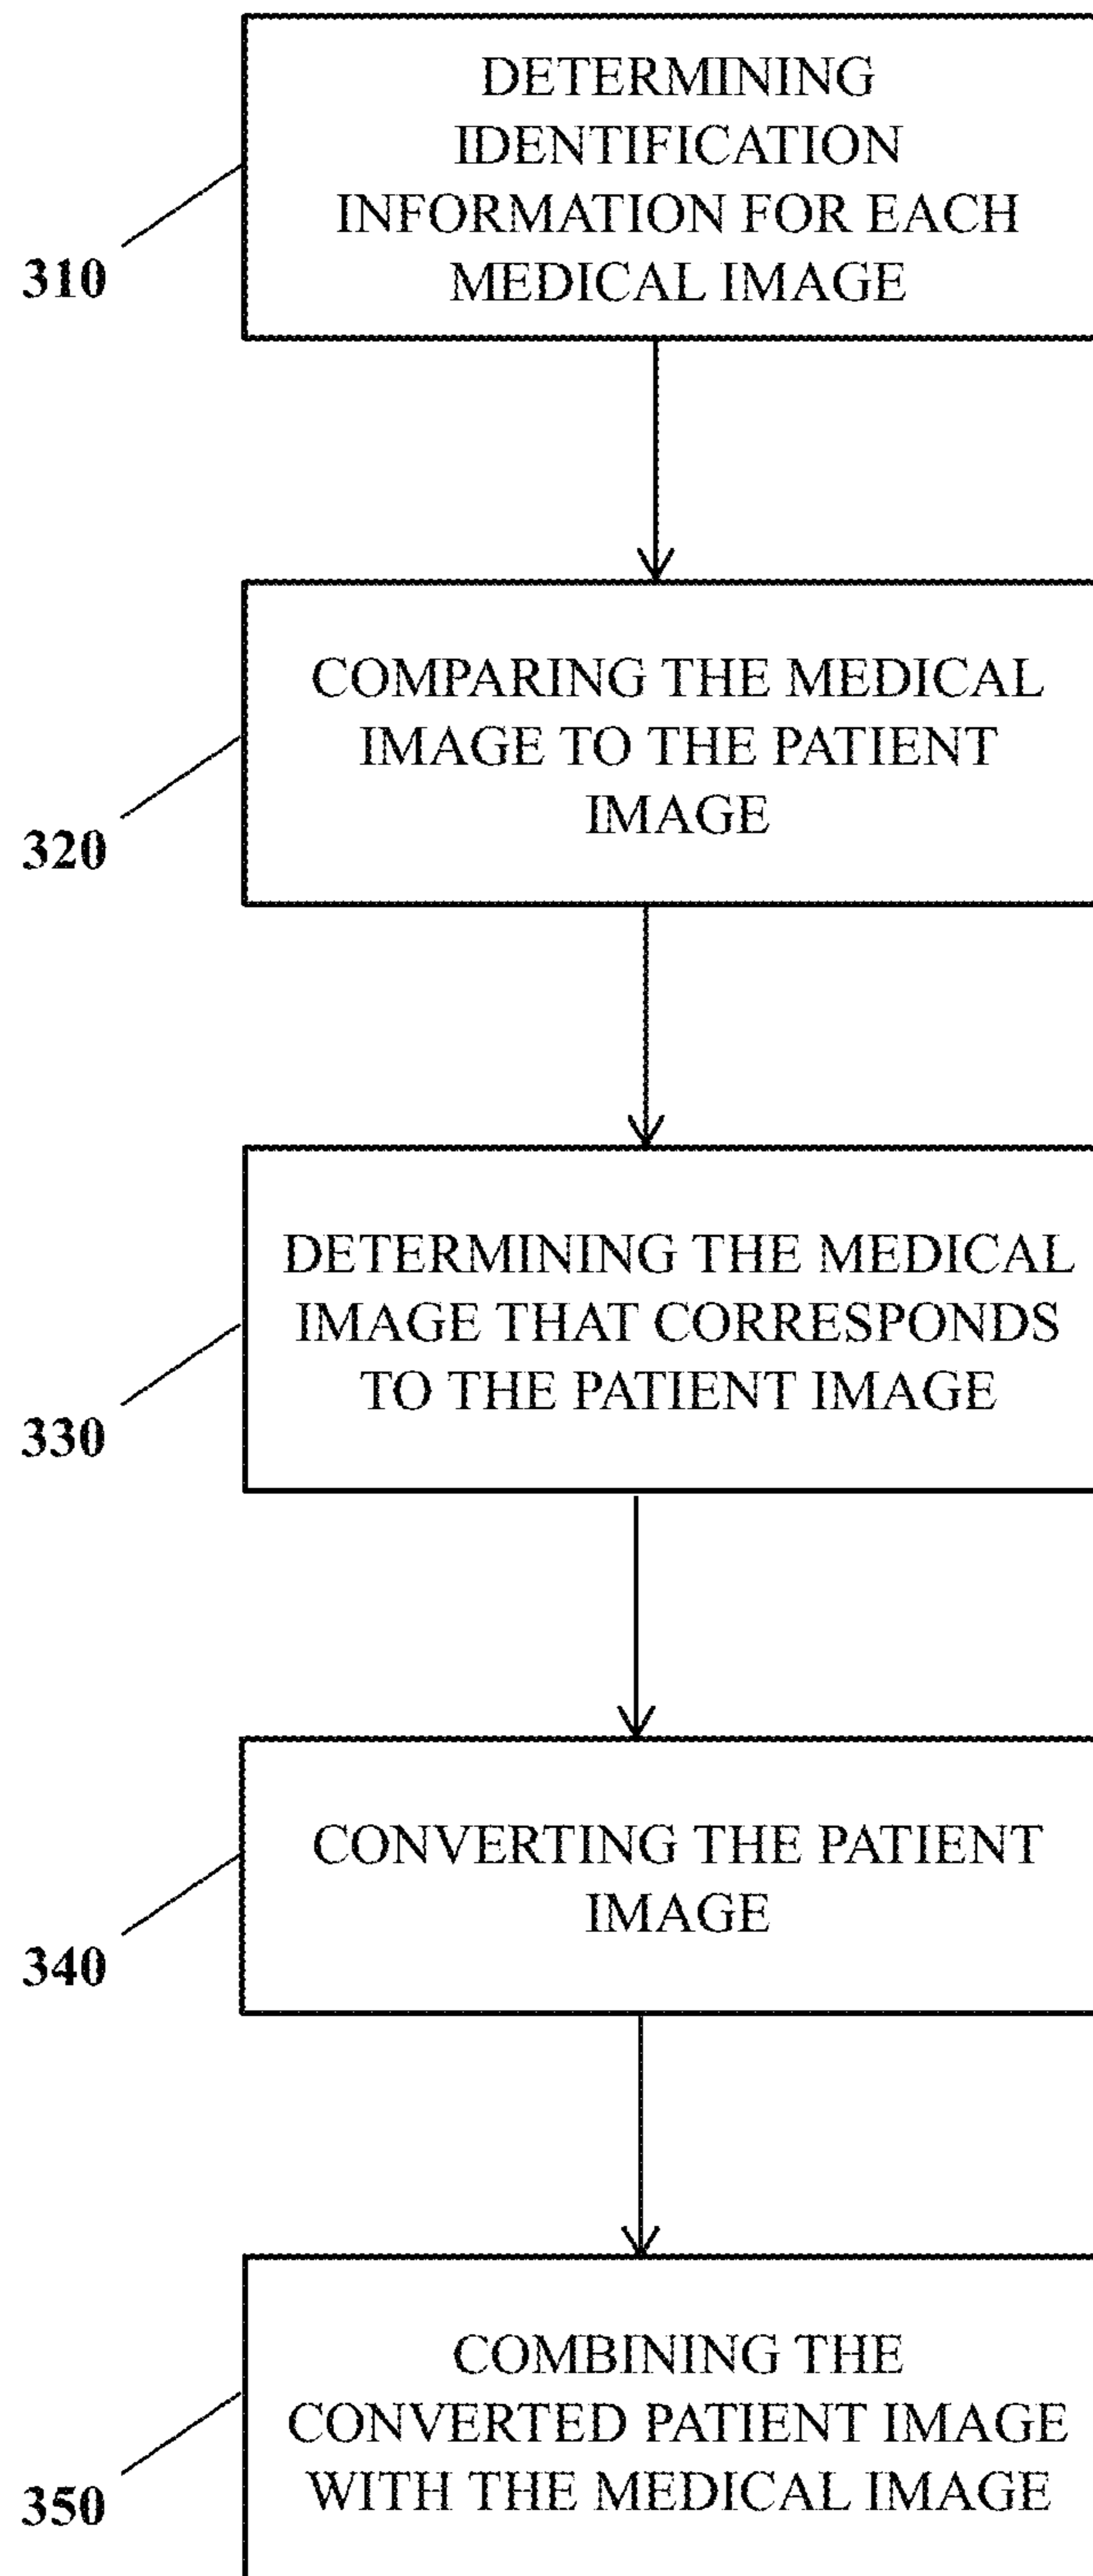 DETERMINING
IDENTIFICATION
INFORMATION FOR EACH
MEDICAL IMAGE
310
COMPARING THE MEDICAL
IMAGE TO THE PATIENT
IMAGE
320
DETERMINING THE MEDICAL
IMAGE THAT CORRESPONDS
TO THE PATIENT IMAGE
330
CONVERTING THE PATIENT
IMAGE
340
COMBINING THE
CONVERTED PATIENT IMAGE
WITH THE MEDICAL IMAGE
350